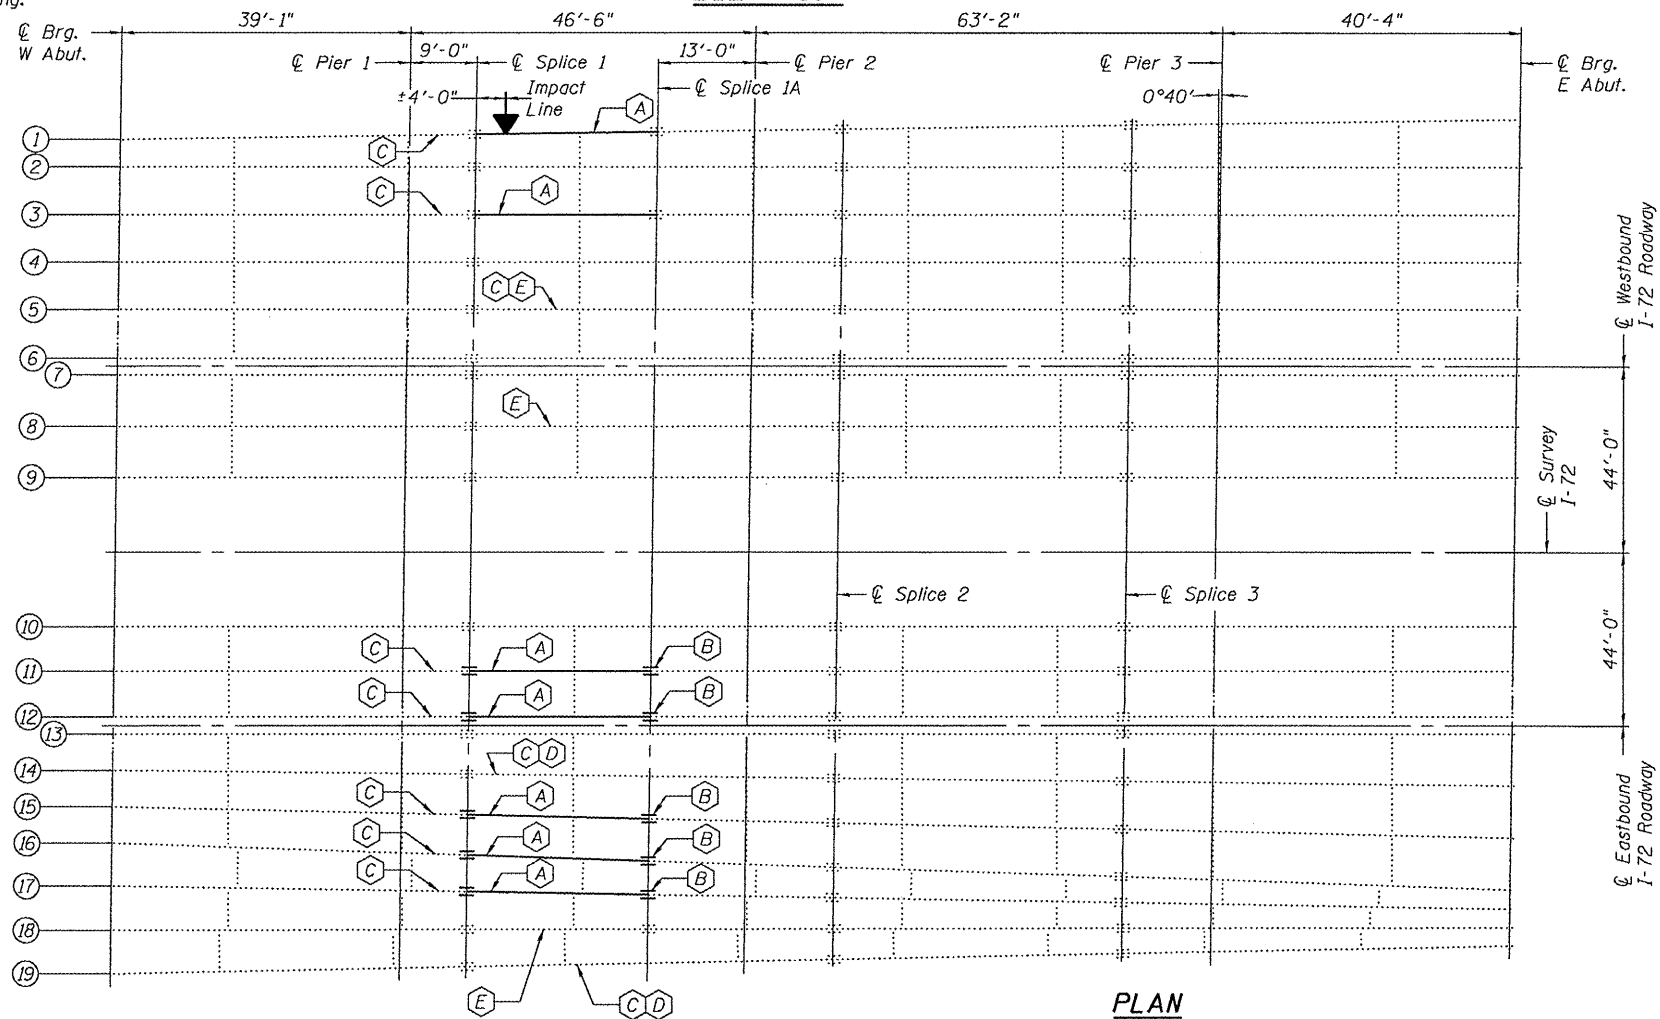 ng.
39'-1"
46'-6"
63'-2"
40'-4"
℄ Brg.
W Abut.
℄ Pier 1
9'-0"
℄ Splice 1
13'-0"
℄ Pier 2
℄ Pier 3
℄ Brg.
E Abut.
±4'-0"
Impact
Line
℄ Splice 1A
0°40'
A
1
C
2
C
A
3
4
C E
5
6
7
E
8
9
℄ Westbound
I-72 Roadway
44'-0"
℄ Survey
I-72
℄ Splice 2
℄ Splice 3
44'-0"
10
C
A
B
11
C
A
B
12
13
C D
14
C
A
B
15
C
A
B
16
C
A
B
17
18
19
E
C D
℄ Eastbound
I-72 Roadway
PLAN